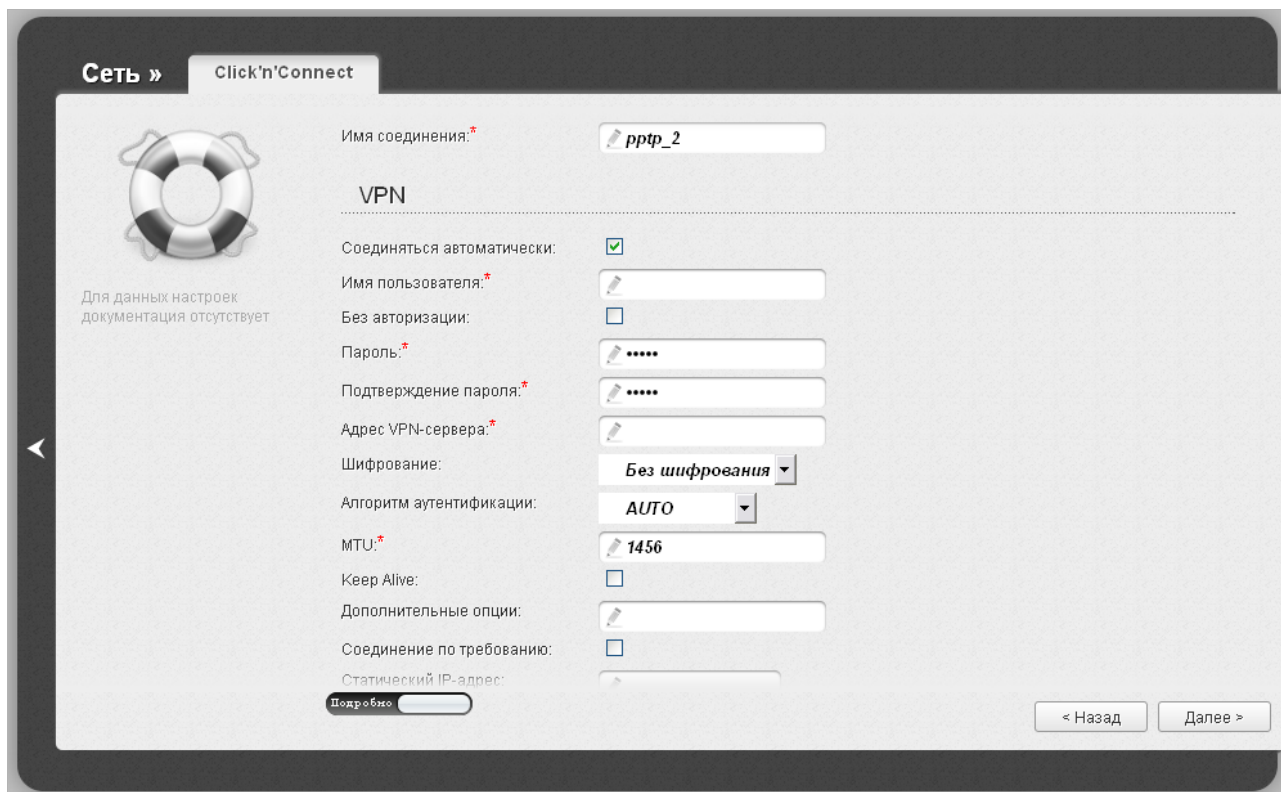 Сеть »
Click'n'Connect
Для данных настроек
документация отсутствует
Имя соединения:*
pptp_2
VPN
Соединяться автоматически:
Имя пользователя:*
Без авторизации:
Пароль:* •••••
Подтверждение пароля:* •••••
Адрес VPN-сервера:*
Шифрование: Без шифрования
Алгоритм аутентификации: AUTO
MTU:* 1456
Keep Alive:
Дополнительные опции:
Соединение по требованию:
Статический IP-адрес:
Подробно
< Назад
Далее >